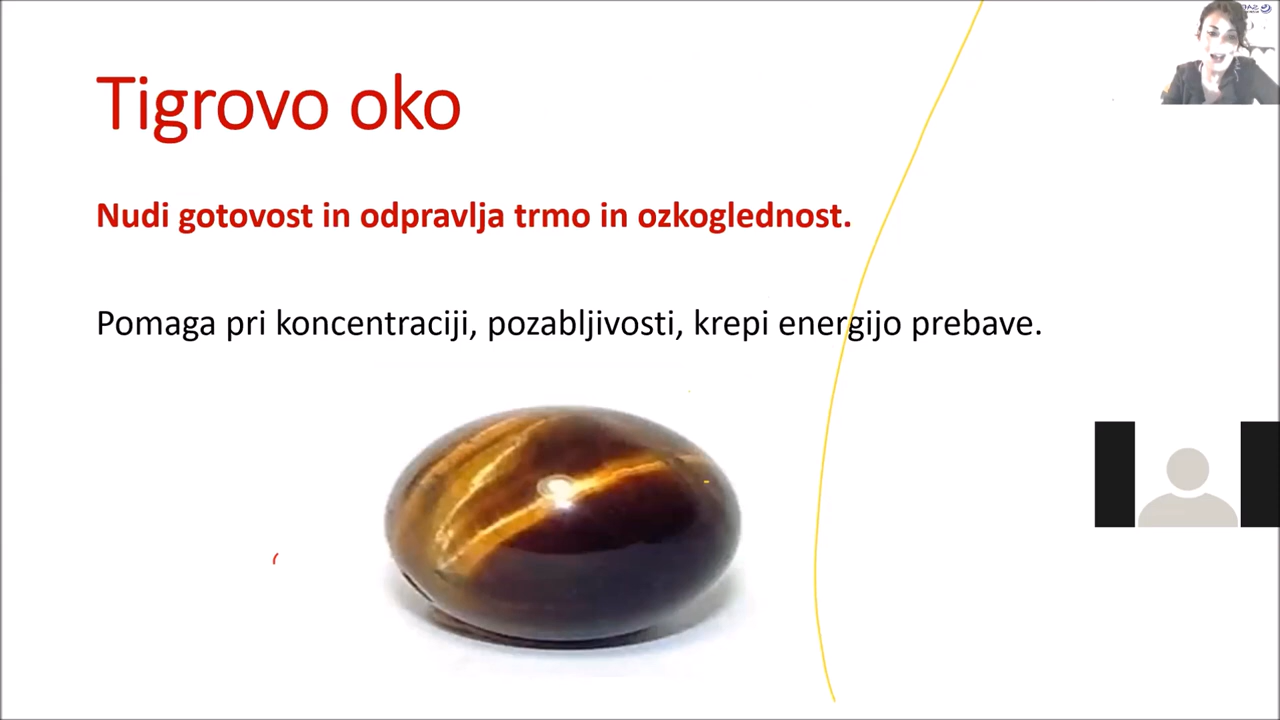 Tigrovo oko
Nudi gotovost in odpravlja trmo in ozkoglednost.
Pomaga pri koncentraciji, pozabljivosti, krepi energijo prebave.